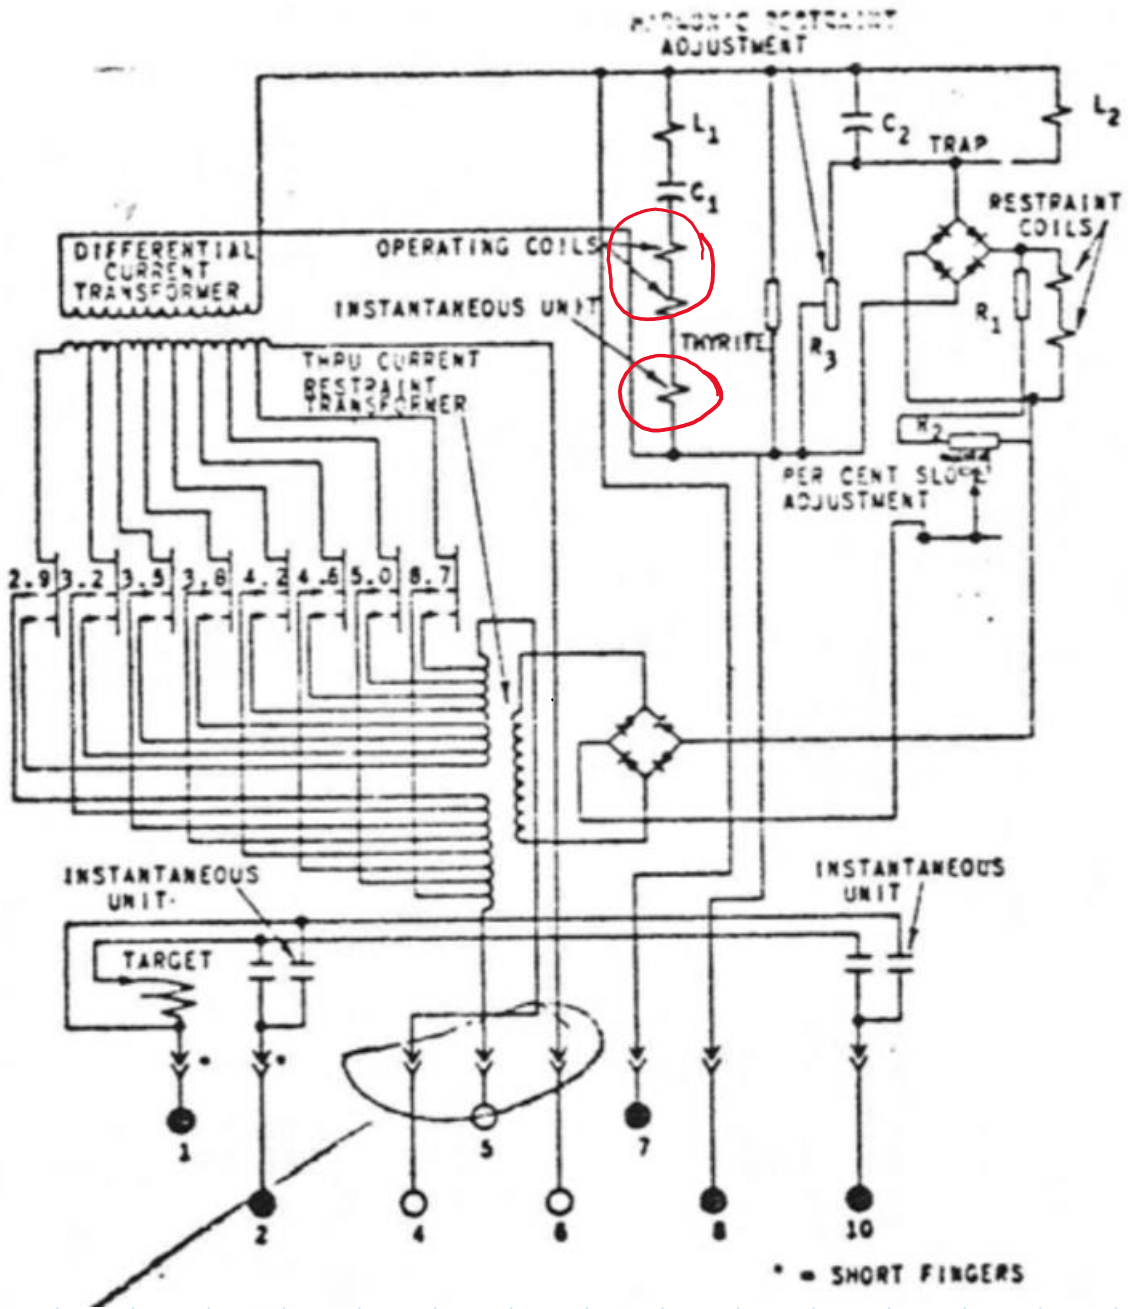 HARMONIC RESTRAINT
ADJUSTMENT
L1
C1
C2
L2
TRAP
RESTRAINT
COILS
DIFFERENTIAL
CURRENT
TRANSFORMER
OPERATING COILS
INSTANTANEOUS UNIT
THRU CURRENT
RESTRAINT
TRANSFORMER
THYRITE
R3
R1
R2
PER CENT SLOPE
ADJUSTMENT
2.9 3.2 3.5 3.8 4.2 4.6 5.0 8.7
INSTANTANEOUS
UNIT
INSTANTANEOUS
UNIT
TARGET
*
*
1
2
4
5
6
7
8
10
* = SHORT FINGERS